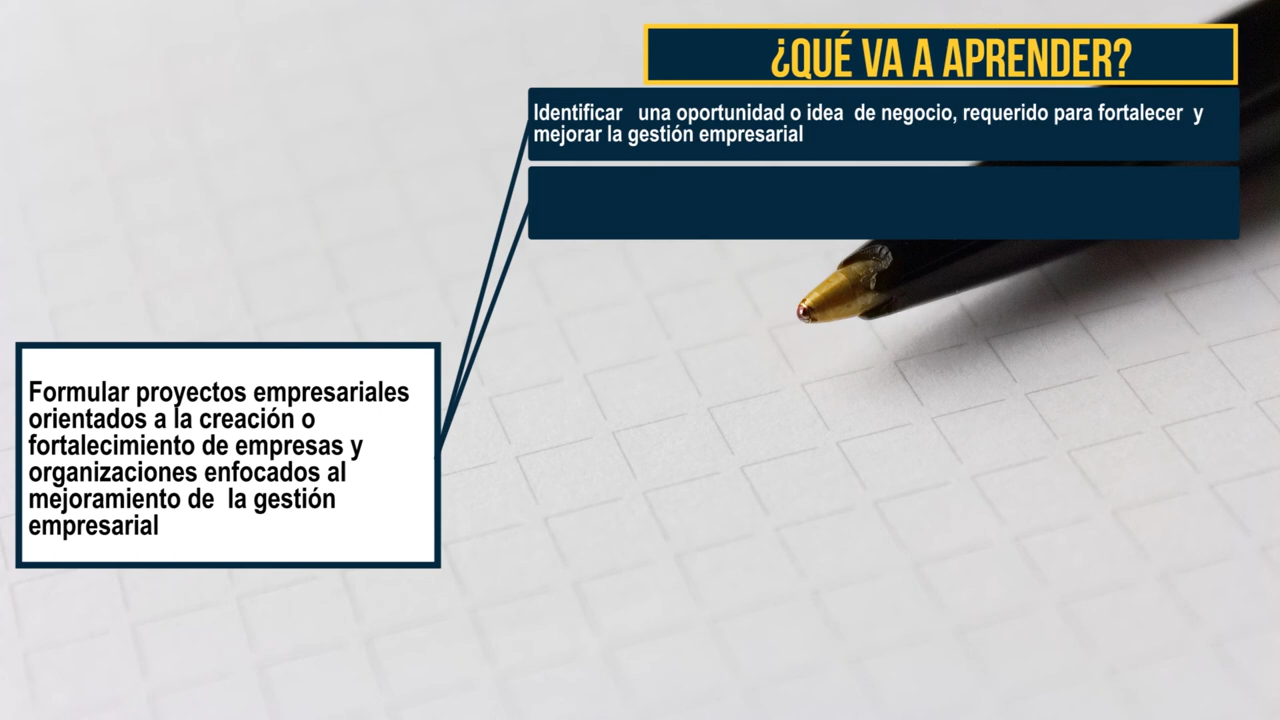 ¿QUÉ VA A APRENDER?
Identificar   una oportunidad o idea  de negocio, requerido para fortalecer  y
mejorar la gestión empresarial
Formular proyectos empresariales
orientados a la creación o
fortalecimiento de empresas y
organizaciones enfocados al
mejoramiento de  la gestión
empresarial